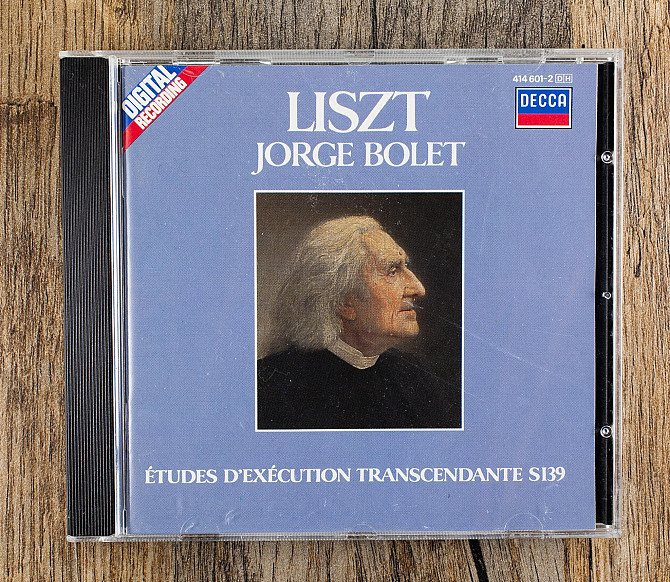 DIGITAL
RECORDING
414 601-2 DH
DECCA
LISZT
JORGE BOLET
ÉTUDES D'EXÉCUTION TRANSCENDANTE S139